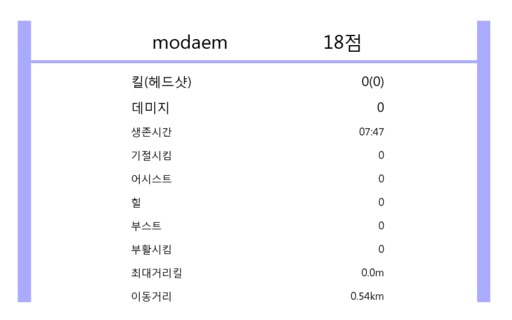 modaem 18점
킬(헤드샷) 0(0)
데미지 0
생존시간 07:47
기절시킴 0
어시스트 0
힐 0
부스트 0
부활시킴 0
최대거리킬 0.0m
이동거리 0.54km